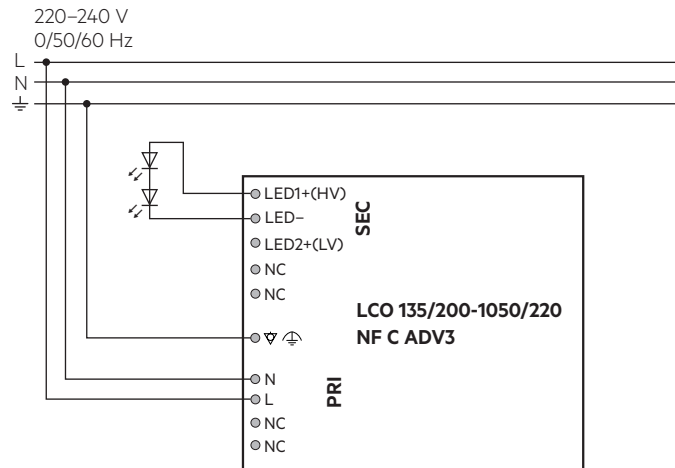 220–240 V
0/50/60 Hz
L
N
LED1+(HV)
LED–
LED2+(LV)
NC
NC
SEC
LCO 135/200-1050/220
NF C ADV3
N
L
NC
NC
PRI